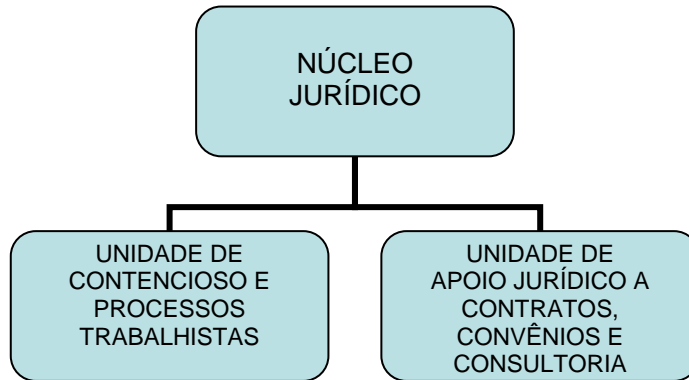 NÚCLEO
JURÍDICO
UNIDADE DE
CONTENCIOSO E
PROCESSOS
TRABALHISTAS
UNIDADE DE
APOIO JURÍDICO A
CONTRATOS,
CONVÊNIOS E
CONSULTORIA